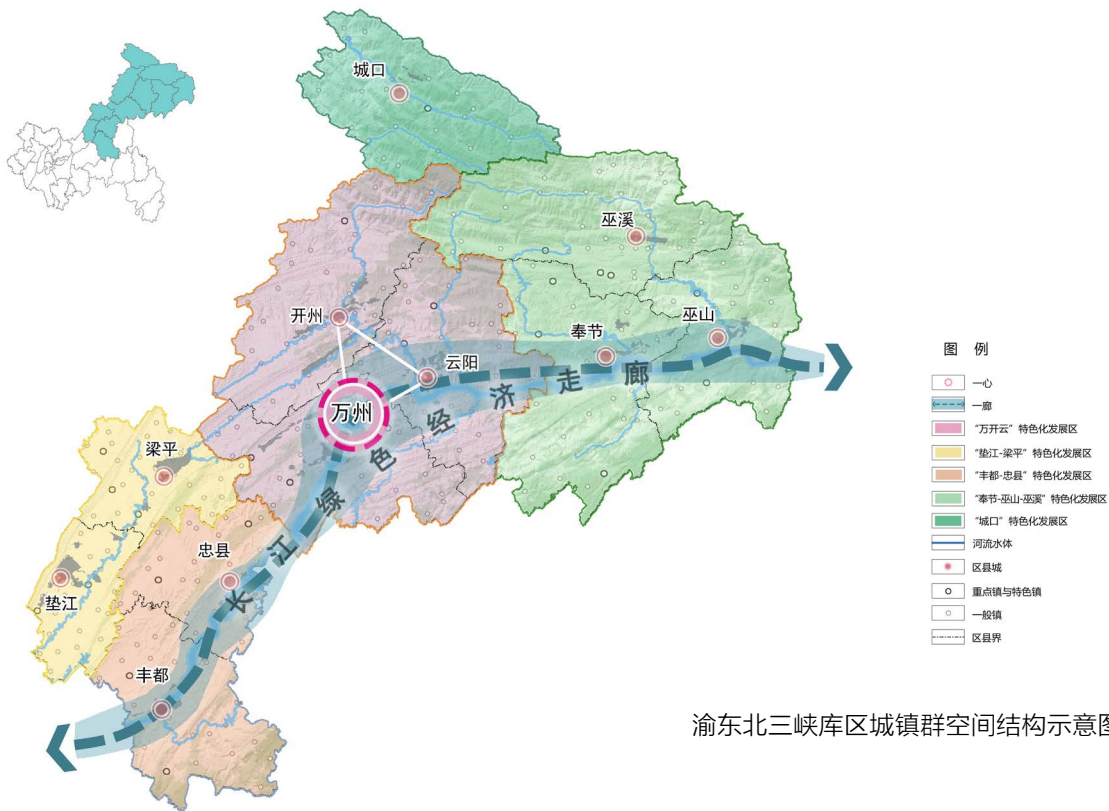 城口
巫溪
巫山
奉节
开州
云阳
万州
梁平
忠县
垫江
丰都
长江绿色经济走廊
图 例
一心
一廊
“万开云”特色化发展区
“垫江-梁平”特色化发展区
“丰都-忠县”特色化发展区
“奉节-巫山-巫溪”特色化发展区
“城口”特色化发展区
河流水体
区县城
重点镇与特色镇
一般镇
区县界
渝东北三峡库区城镇群空间结构示意图